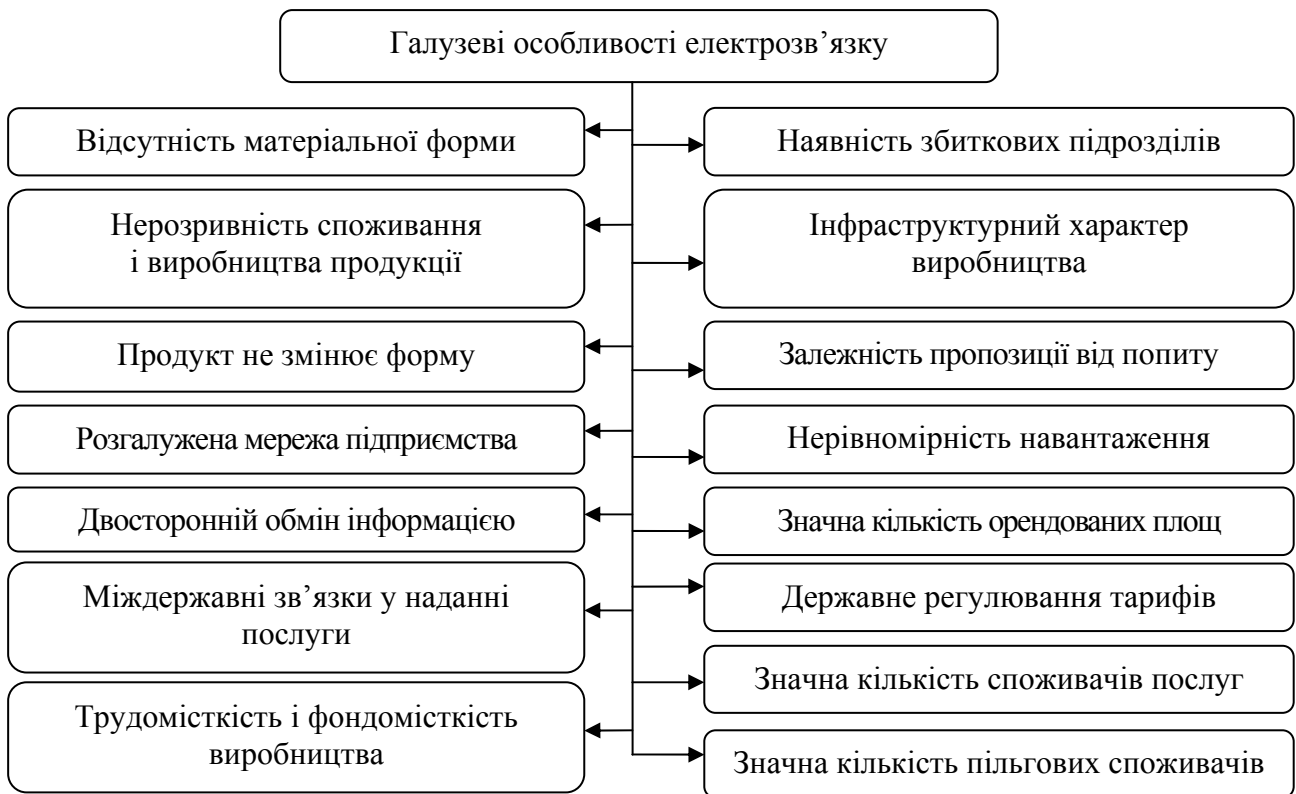 Галузеві особливості електрозв’язку
Відсутність матеріальної форми
Нерозривність споживання
і виробництва продукції
Продукт не змінює форму
Розгалужена мережа підприємства
Двосторонній обмін інформацією
Міждержавні зв’язки у наданні
послуги
Трудомісткість і фондомісткість
виробництва
Наявність збиткових підрозділів
Інфраструктурний характер
виробництва
Залежність пропозиції від попиту
Нерівномірність навантаження
Значна кількість орендованих площ
Державне регулювання тарифів
Значна кількість споживачів послуг
Значна кількість пільгових споживачів